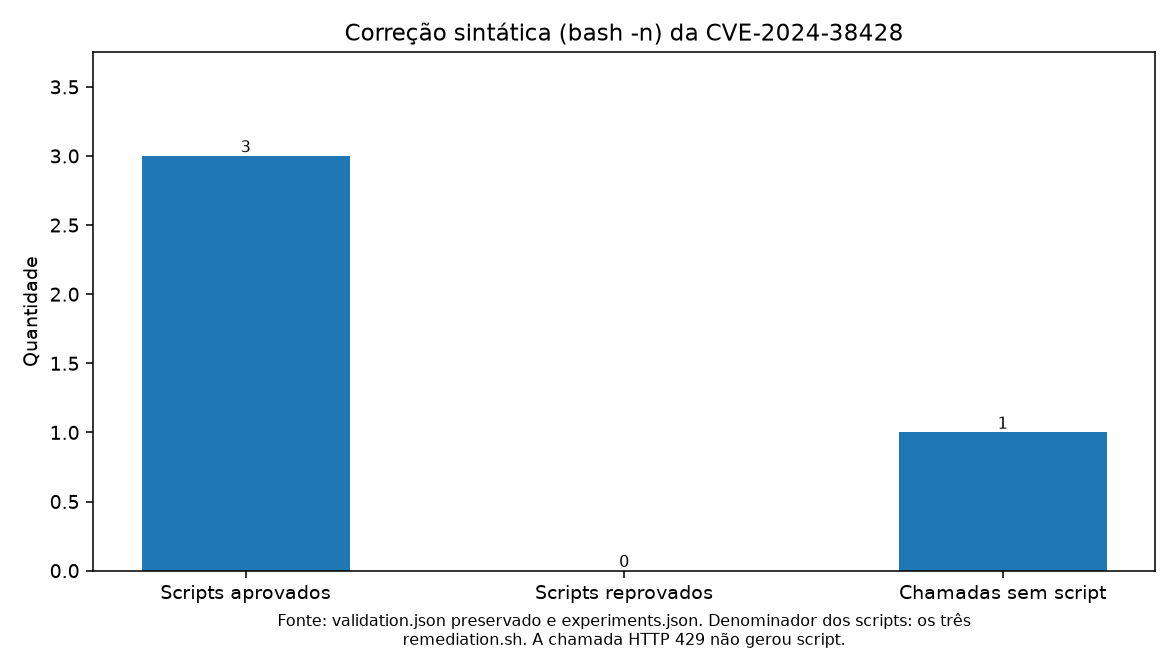 Correção sintática (bash -n) da CVE-2024-38428
Quantidade
3.5
3.0
2.5
2.0
1.5
1.0
0.5
0.0
3
0
1
Scripts aprovados
Scripts reprovados
Chamadas sem script
Fonte: validation.json preservado e experiments.json. Denominador dos scripts: os três
remediation.sh. A chamada HTTP 429 não gerou script.